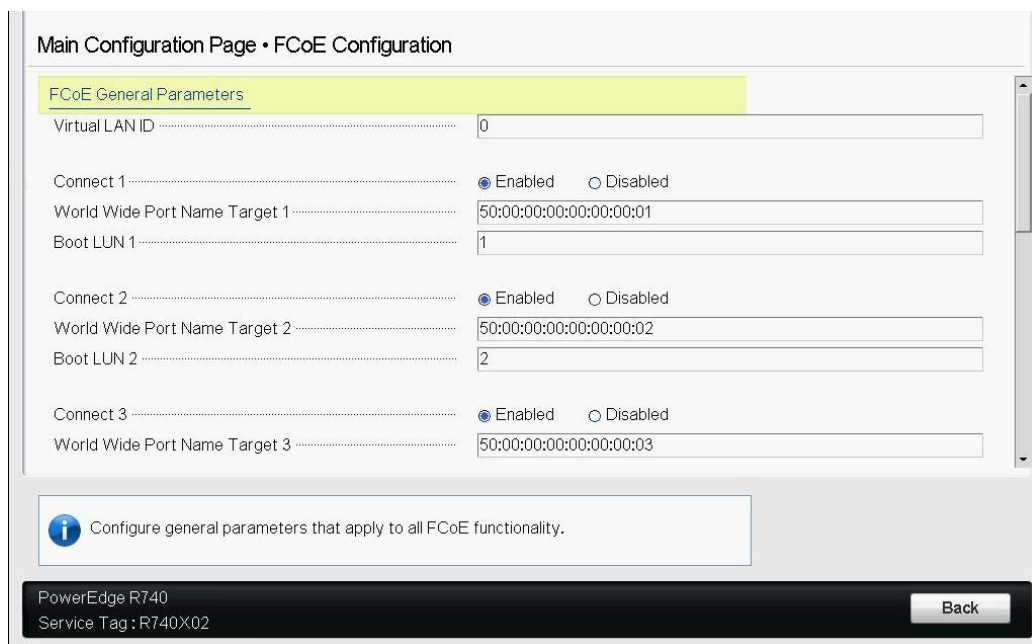 Main Configuration Page • FCoE Configuration
FCoE General Parameters
Virtual LAN ID 0
Connect 1 Enabled Disabled
World Wide Port Name Target 1 50:00:00:00:00:00:00:01
Boot LUN 1 1
Connect 2 Enabled Disabled
World Wide Port Name Target 2 50:00:00:00:00:00:00:02
Boot LUN 2 2
Connect 3 Enabled Disabled
World Wide Port Name Target 3 50:00:00:00:00:00:00:03
Configure general parameters that apply to all FCoE functionality.
PowerEdge R740
Service Tag : R740X02
Back